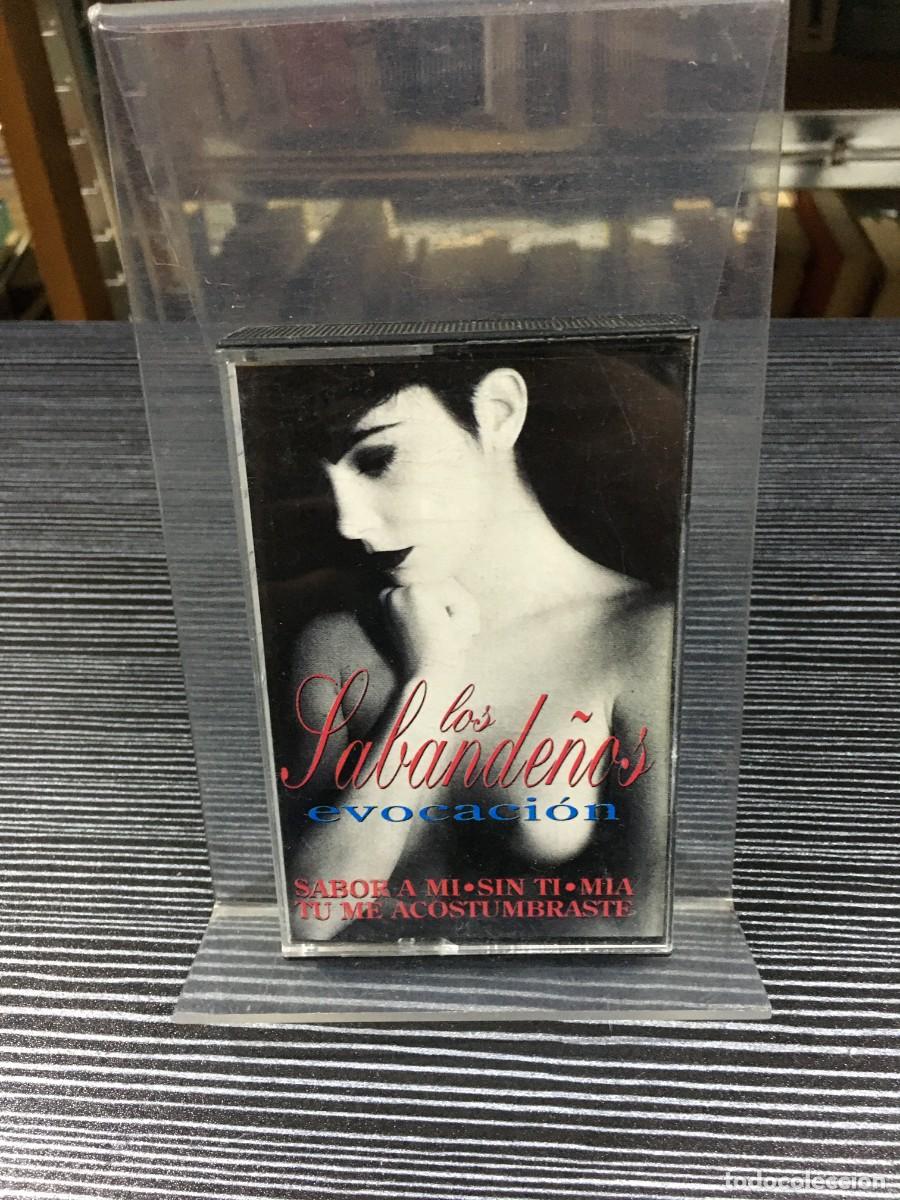 los
Sabandeños
evocación
SABOR A MI•SIN TI•MIA
TU ME ACOSTUMBRASTE
todocoleccion